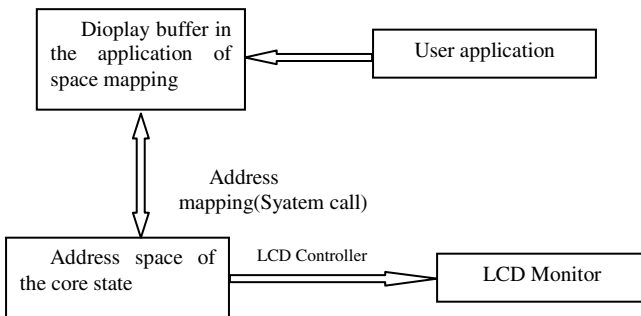 Dioplay buffer in
the application of
space mapping
User application
Address
mapping(Syatem call)
Address space of
the core state
LCD Controller
LCD Monitor